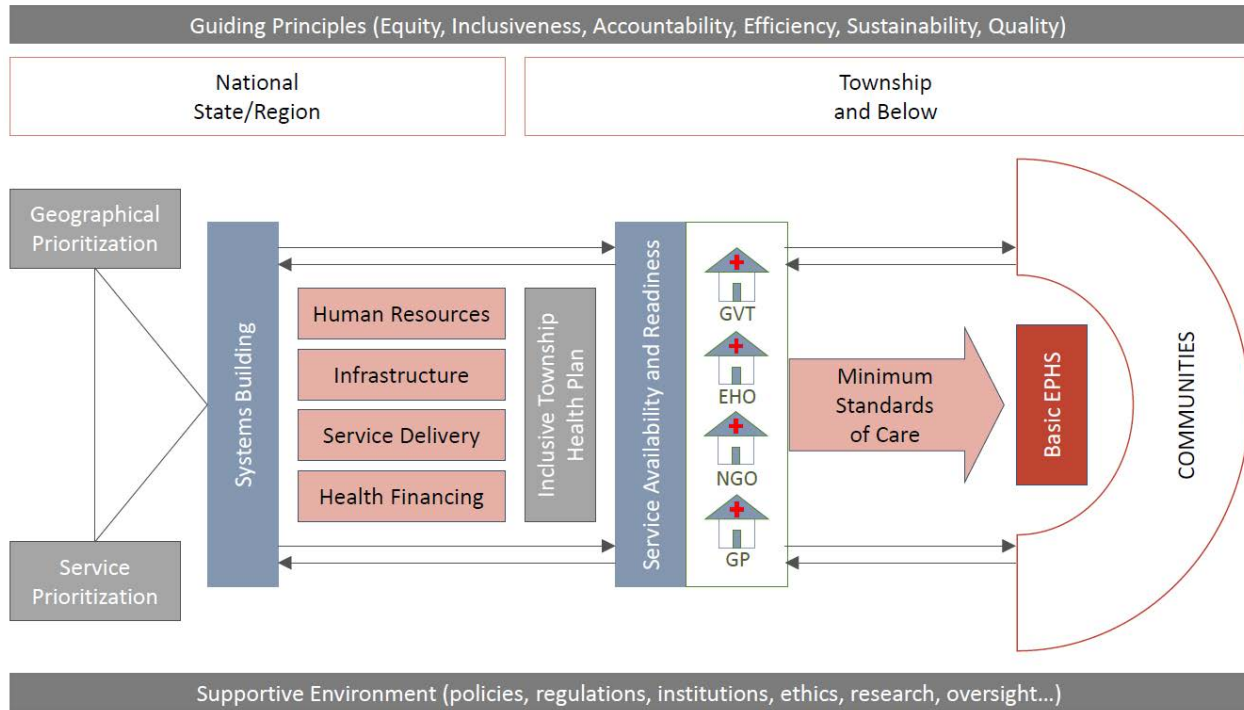 Guiding Principles (Equity, Inclusiveness, Accountability, Efficiency, Sustainability, Quality)
National
State/Region
Township
and Below
Geographical
Prioritization
Service
Prioritization
Systems Building
Human Resources
Infrastructure
Service Delivery
Health Financing
Inclusive Township
Health Plan
Service Availability and Readiness
GVT
EHO
NGO
GP
Minimum
Standards
of Care
Basic EPHS
COMMUNITIES
Supportive Environment (policies, regulations, institutions, ethics, research, oversight...)